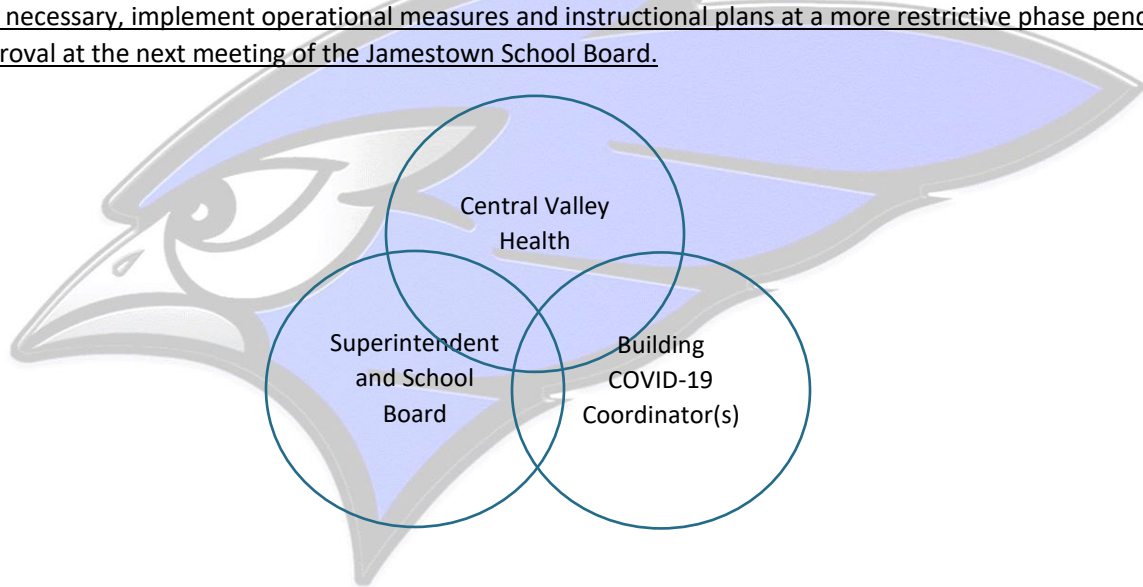 necessary, implement operational measures and instructional plans at a more restrictive phase pend
roval at the next meeting of the Jamestown School Board.
Central Valley
Health
Superintendent
and School
Board
Building
COVID-19
Coordinator(s)